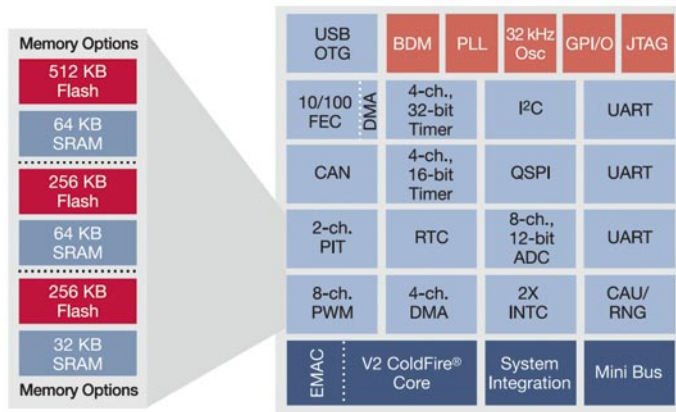 Memory Options
512 KB
Flash
64 KB
SRAM
256 KB
Flash
64 KB
SRAM
256 KB
Flash
32 KB
SRAM
Memory Options
USB
OTG
BDM
PLL
32 kHz
Osc
GPI/O
JTAG
10/100
FEC
DMA
4-ch.,
32-bit
Timer
I²C
UART
CAN
4-ch.,
16-bit
Timer
QSPI
UART
2-ch.
PIT
RTC
8-ch.,
12-bit
ADC
UART
8-ch.
PWM
4-ch.
DMA
2X
INTC
CAU/
RNG
EMAC
V2 ColdFire®
Core
System
Integration
Mini Bus